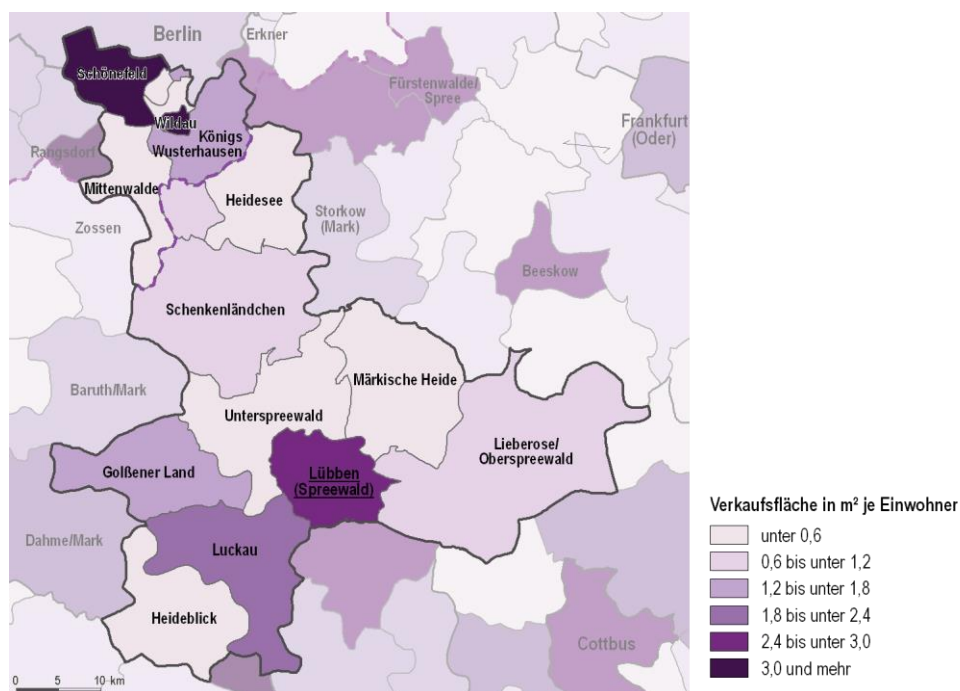 Berlin
Erkner
Schönefeld
Fürstenwalde/
Spree
Wildau
Frankfurt
(Oder)
Königs
Wusterhausen
Rangsdorf
Mittenwalde
Heidesee
Storkow
(Mark)
Zossen
Beeskow
Schenkenländchen
Märkische Heide
Baruth/Mark
Unterspreewald
Lieberose/
Oberspreewald
Golßener Land
Lübben
(Spreewald)
Dahme/Mark
Luckau
Heideblick
Cottbus
0 5 10 km
Verkaufsfläche in m² je Einwohner
unter 0,6
0,6 bis unter 1,2
1,2 bis unter 1,8
1,8 bis unter 2,4
2,4 bis unter 3,0
3,0 und mehr